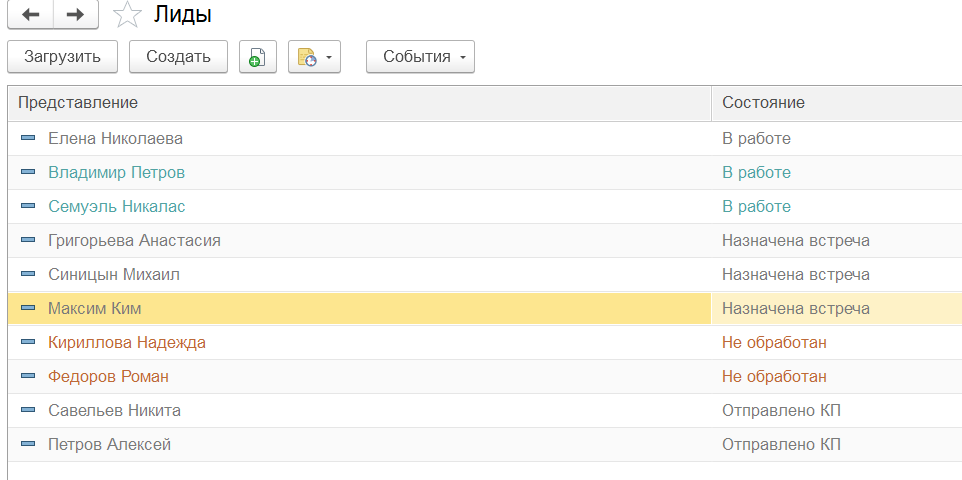 Лиды
Загрузить Создать События
Представление Состояние
Елена Николаева В работе
Владимир Петров В работе
Семуэль Никалас В работе
Григорьева Анастасия Назначена встреча
Синицын Михаил Назначена встреча
Максим Ким Назначена встреча
Кириллова Надежда Не обработан
Федоров Роман Не обработан
Савельев Никита Отправлено КП
Петров Алексей Отправлено КП